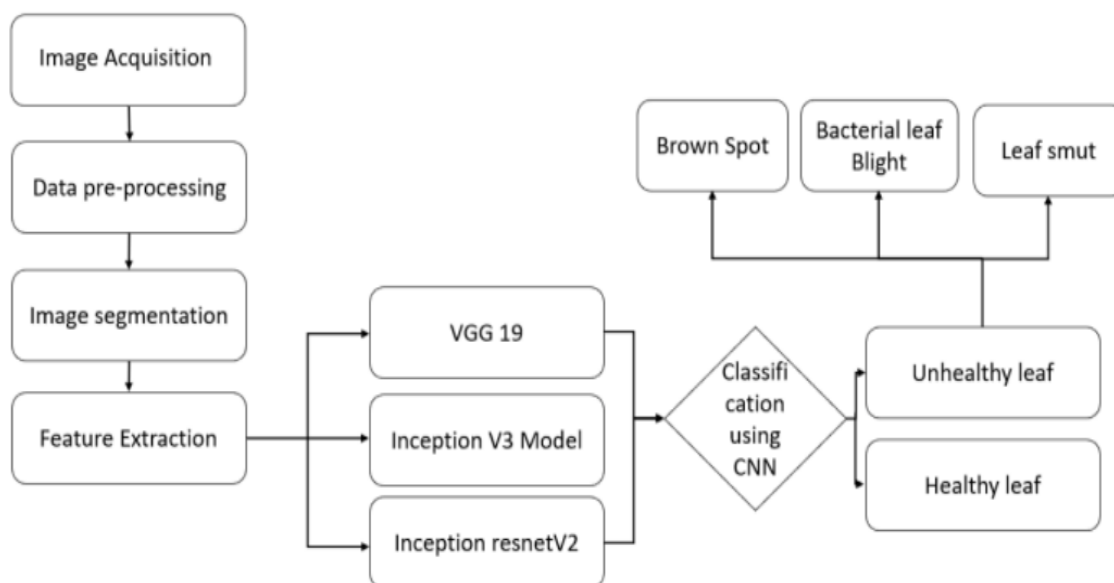 Image Acquisition
Data pre-processing
Image segmentation
Feature Extraction
VGG 19
Inception V3 Model
Inception resnetV2
Classifi
cation
using
CNN
Unhealthy leaf
Healthy leaf
Brown Spot
Bacterial leaf
Blight
Leaf smut